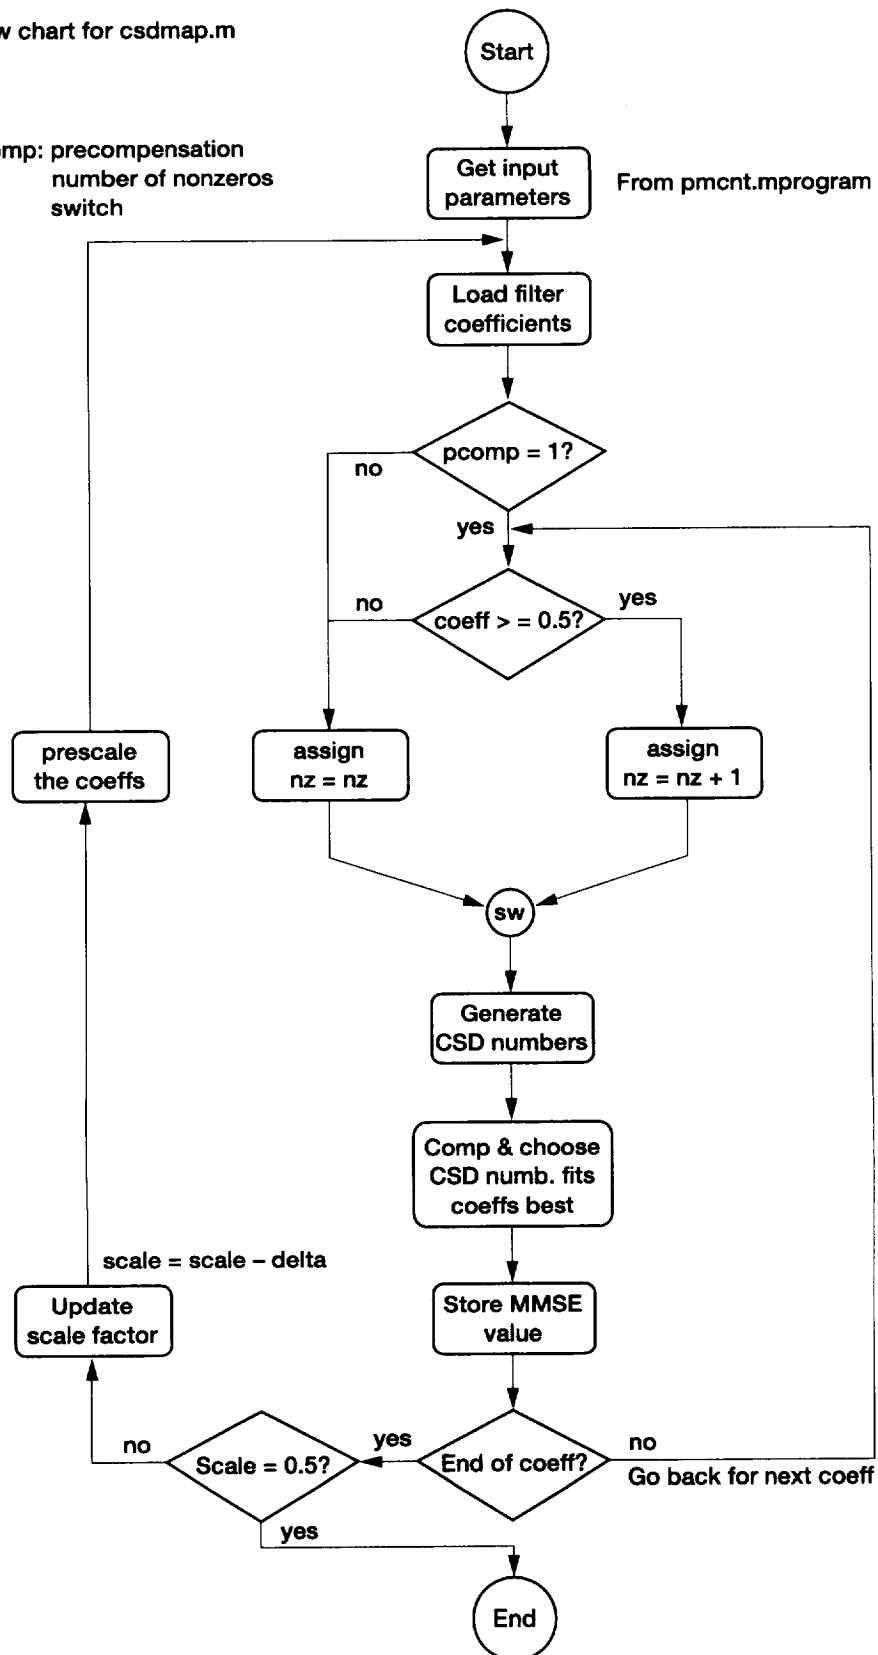 w chart for csdmap.m
Start
mp: precompensation
number of nonzeros
switch
Get input
parameters
From pmcnt.mprogram
Load filter
coefficients
pcomp = 1?
no
yes
coeff > = 0.5?
no
yes
prescale
the coeffs
assign
nz = nz
assign
nz = nz + 1
sw
Generate
CSD numbers
Comp & choose
CSD numb. fits
coeffs best
scale = scale – delta
Update
scale factor
Store MMSE
value
no
Scale = 0.5?
yes
End of coeff?
no
Go back for next coeff
yes
End